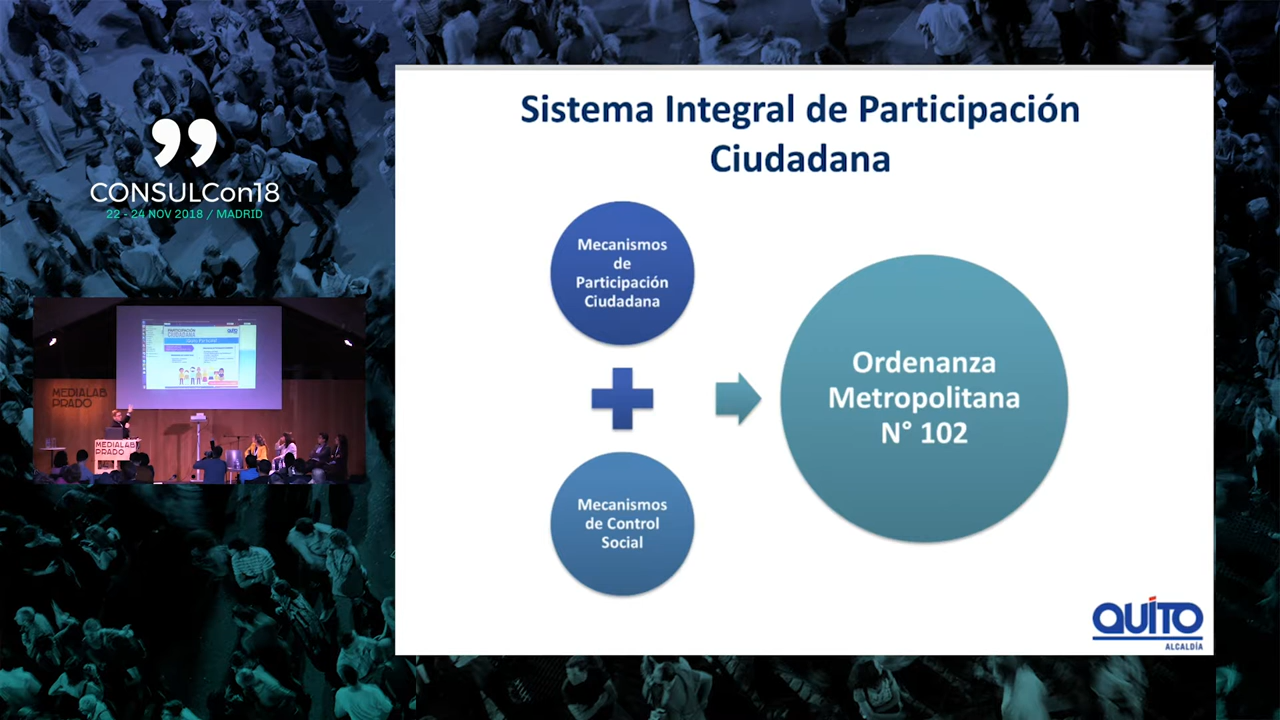 CONSULCon18
22 - 24 NOV 2018 / MADRID
MEDIALAB
PRADO
MEDIALAB
PRADO
Sistema Integral de Participación
Ciudadana
Mecanismos
de
Participación
Ciudadana
Mecanismos
de Control
Social
Ordenanza
Metropolitana
N° 102
QUITO
ALCALDÍA